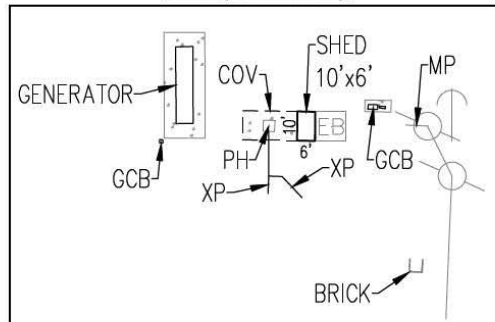 SHED
10'x6'
MP
COV
GENERATOR
10'
EB
6'
GCB
PH
GCB
XP
XP
BRICK